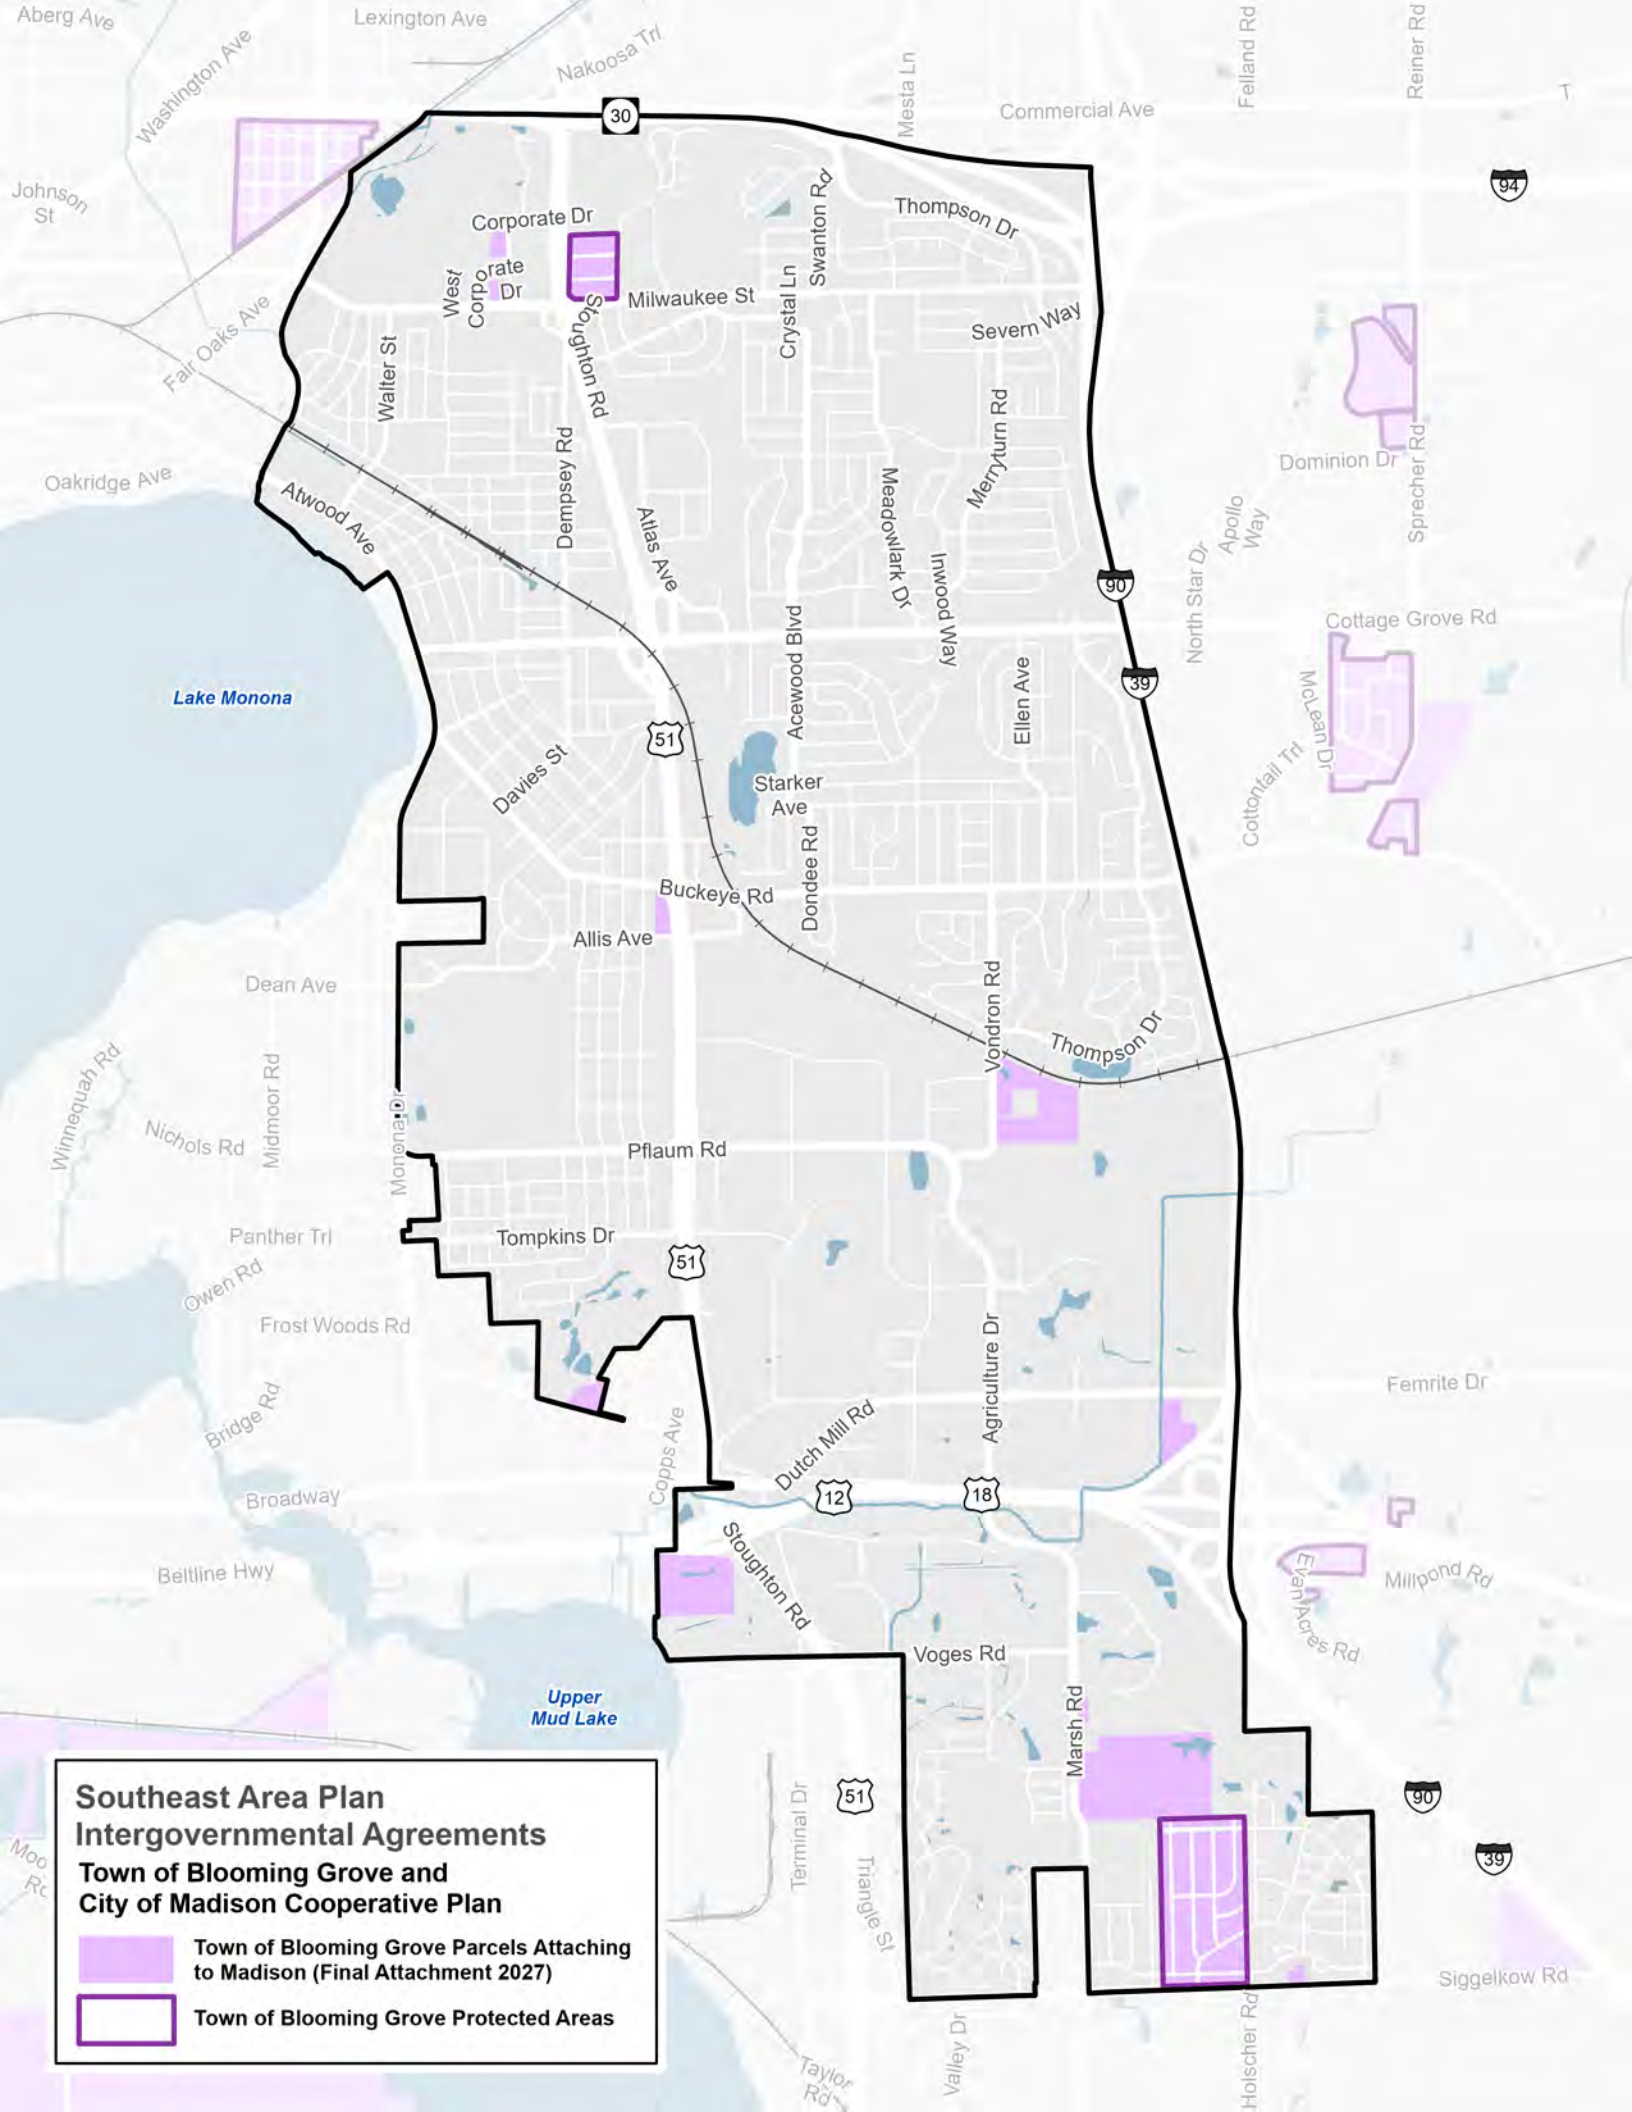 Aberg Ave
Lexington Ave
Washington Ave
Nakoosa Trl
Mesta Ln
Commercial Ave
Felland Rd
Reiner Rd
T
30
94
Johnson
St
Corporate Dr
Swanton Rd
Thompson Dr
West
Corporate
Dr
Stoughton Rd
Milwaukee St
Crystal Ln
Severn Way
Fair Oaks Ave
Walter St
Dempsey Rd
Merryturn Rd
Dominion Dr
Sprecher Rd
Oakridge Ave
Atwood Ave
Atlas Ave
Meadowlark Dr
Inwood Way
Apollo
Way
North Star Dr
90
Cottage Grove Rd
Acewood Blvd
Ellen Ave
39
McLean Dr
Lake Monona
51
Davies St
Starker
Ave
Cottontail Trl
Dondee Rd
Buckeye Rd
Allis Ave
Dean Ave
Vondron Rd
Thompson Dr
Winnequah Rd
Midmoor Rd
Monona Dr
Nichols Rd
Pflaum Rd
Panther Trl
Tompkins Dr
51
Owen Rd
Frost Woods Rd
Agriculture Dr
Femrite Dr
Bridge Rd
Copps Ave
Dutch Mill Rd
Broadway
12
18
Stoughton Rd
Beltline Hwy
Evan Acres Rd
Millpond Rd
Voges Rd
Upper
Mud Lake
Marsh Rd
51
90
39
Terminal Dr
Triangle St
Siggelkow Rd
Valley Dr
Holscher Rd
Taylor
Rd
Moo
Southeast Area Plan
Intergovernmental Agreements
Town of Blooming Grove and
City of Madison Cooperative Plan
Town of Blooming Grove Parcels Attaching
to Madison (Final Attachment 2027)
Town of Blooming Grove Protected Areas